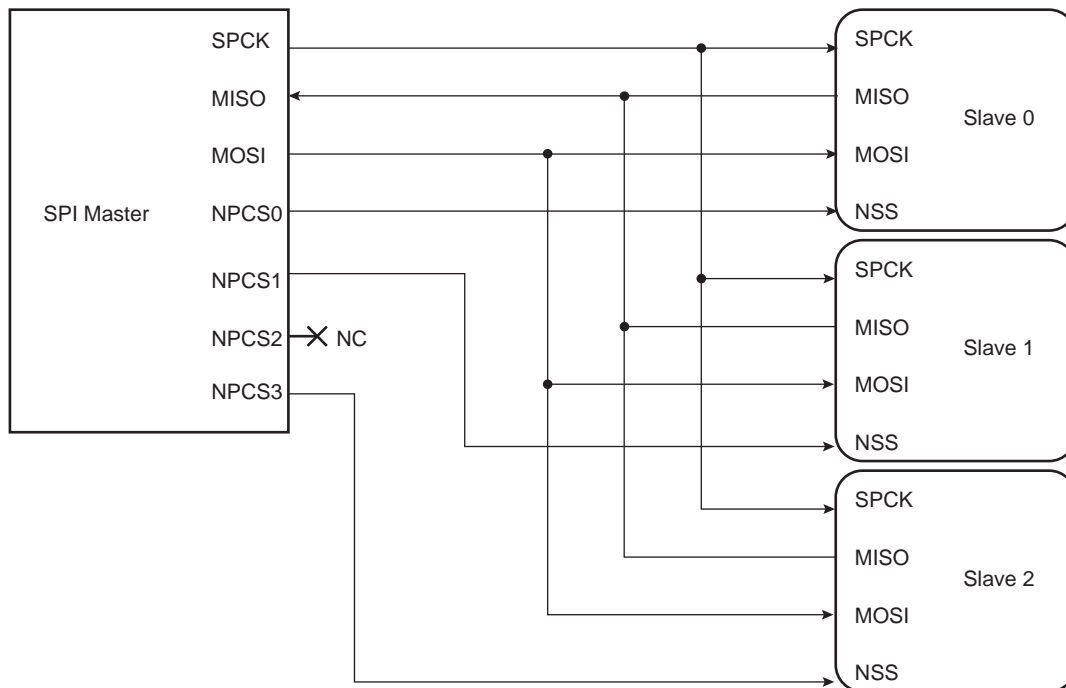 SPI Master
SPCK
MISO
MOSI
NPCS0
NPCS1
NPCS2
NC
NPCS3
SPCK
MISO
Slave 0
MOSI
NSS
SPCK
MISO
Slave 1
MOSI
NSS
SPCK
MISO
Slave 2
MOSI
NSS